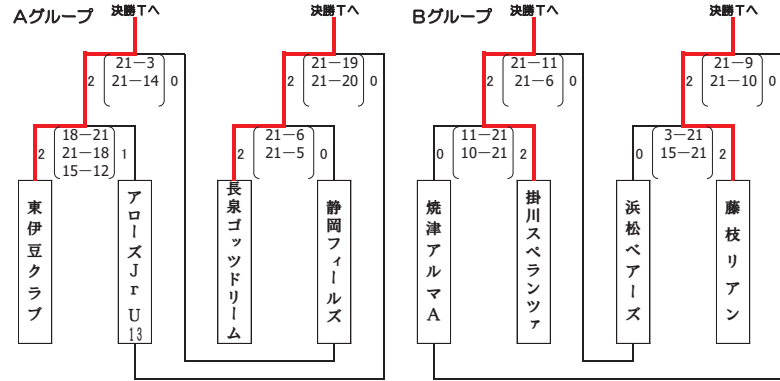 Aグループ 決勝Tへ 決勝Tへ Bグループ 決勝Tへ 決勝Tへ
2 21−3 0 2 21−19 0 2 21−11 0 2 21−9 0
21−14 21−20 21−6 21−10
18−21 21−6 11−21 3−21
2 21−18 1 2 21−5 0 0 10−21 2 0 15−21 2
15−12
東伊豆クラブ
アローズJr U13
長泉ゴッツドリーム
静岡フィールズ
焼津アルマA
掛川スペランツァ
浜松ベアーズ
藤枝リアン